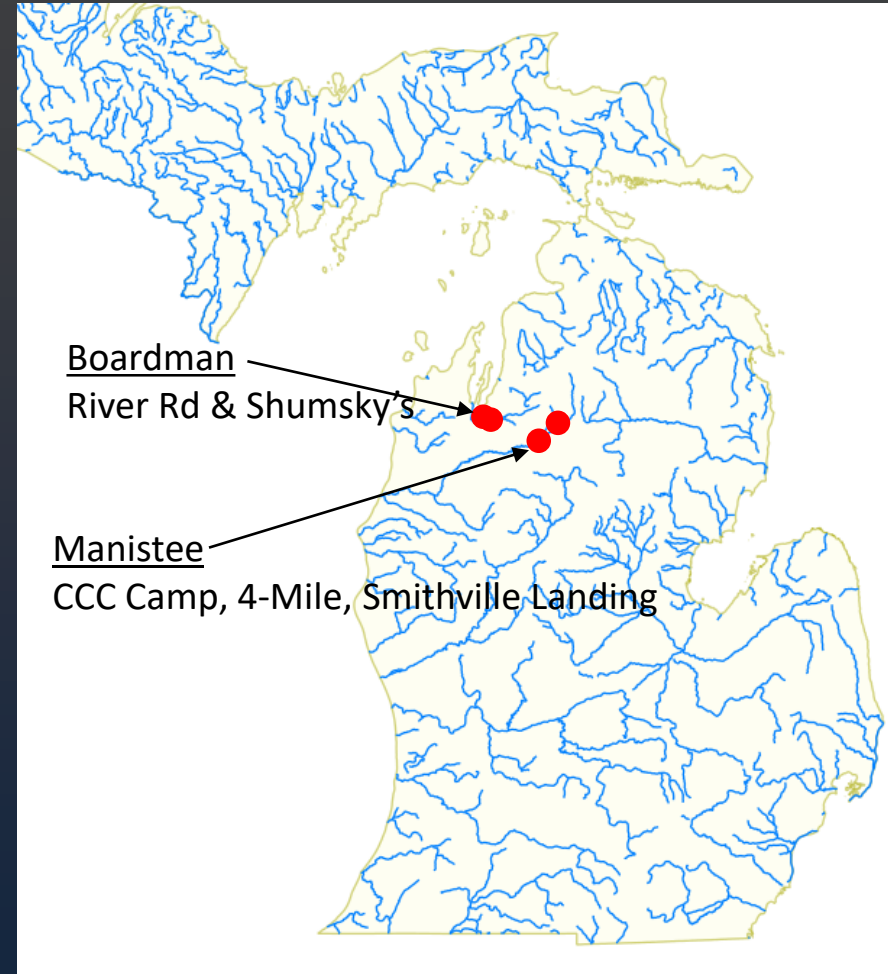 Boardman
River Rd & Shumsky's
Manistee
CCC Camp, 4-Mile, Smithville Landing